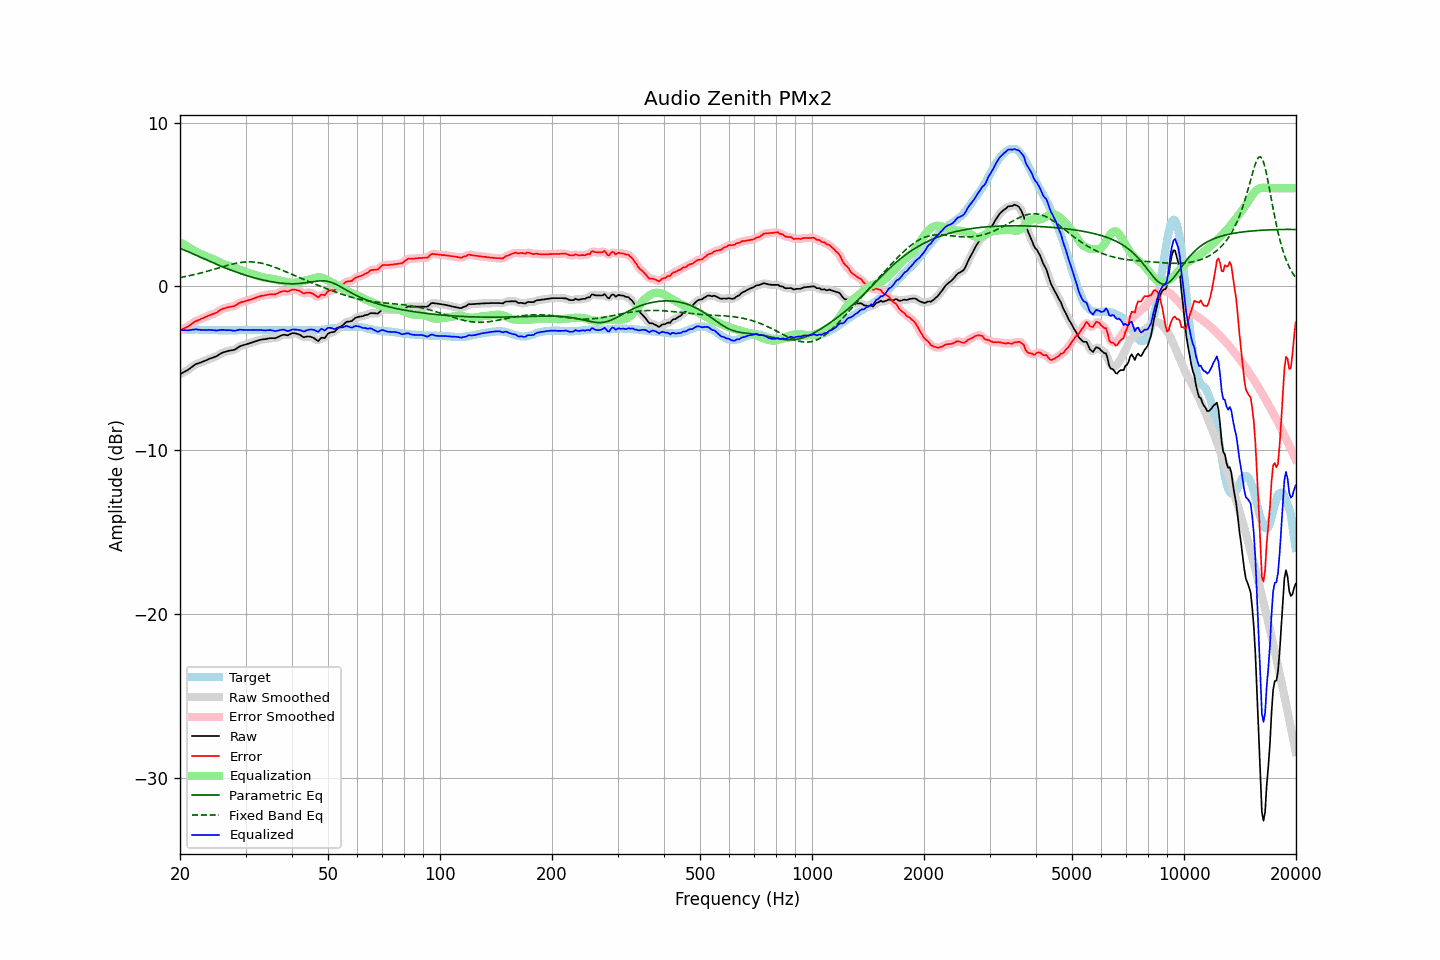 Audio Zenith PMx2
Amplitude (dBr)
10
0
−10
−20
−30
Target
Raw Smoothed
Error Smoothed
Raw
Error
Equalization
Parametric Eq
Fixed Band Eq
Equalized
20 50 100 200 500 1000 2000 5000 10000 20000
Frequency (Hz)